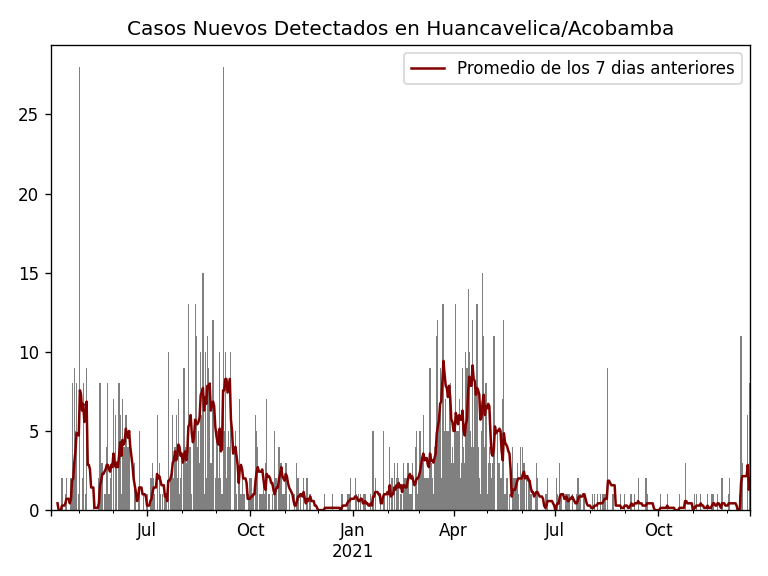 Casos Nuevos Detectados en Huancavelica/Acobamba
Promedio de los 7 dias anteriores
25
20
15
10
5
0
Jul Oct Jan Apr Jul Oct
2021